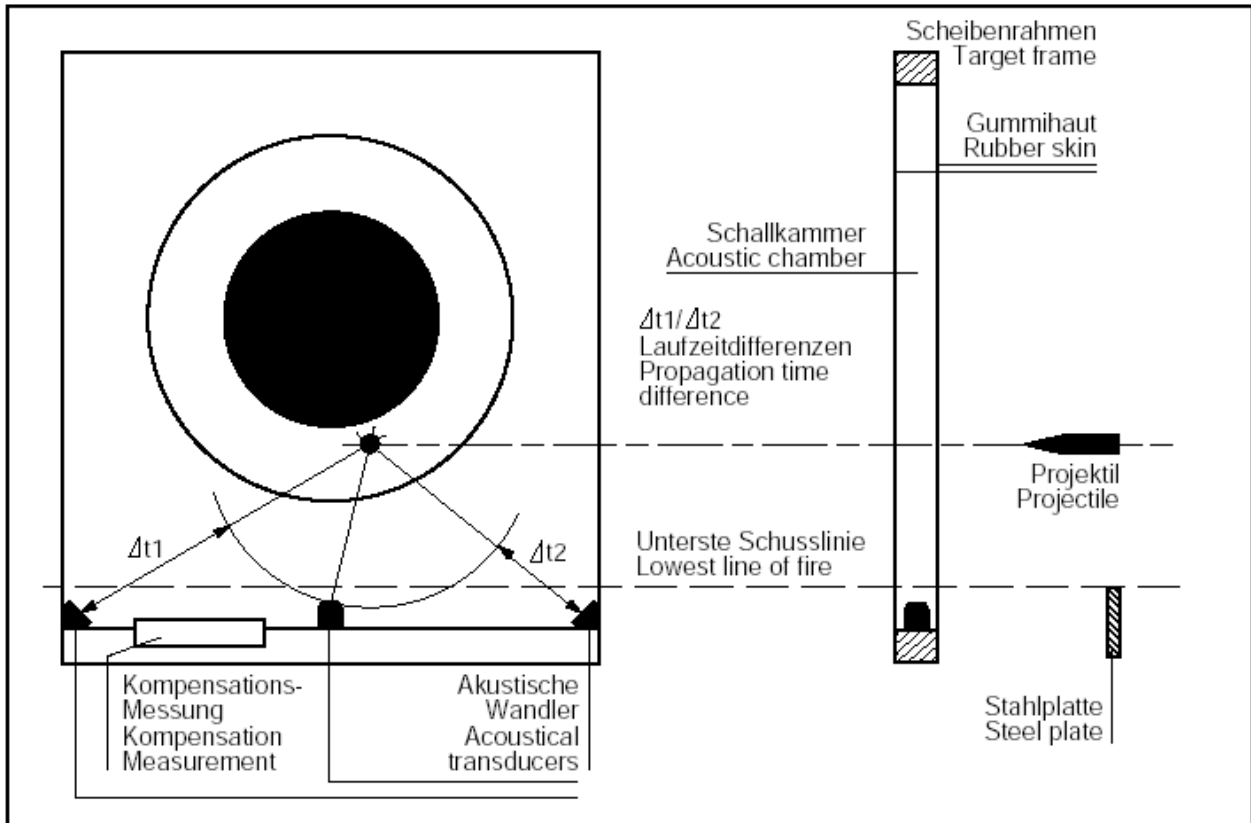 Scheibenrahmen
Target frame
Gummihaut
Rubber skin
Schallkammer
Acoustic chamber
Δt1/Δt2
Laufzeitdifferenzen
Propagation time
difference
Projektil
Projectile
Δt1
Δt2
Unterste Schusslinie
Lowest line of fire
Kompensations-
Messung
Kompensation
Measurement
Akustische
Wandler
Acoustical
transducers
Stahlplatte
Steel plate